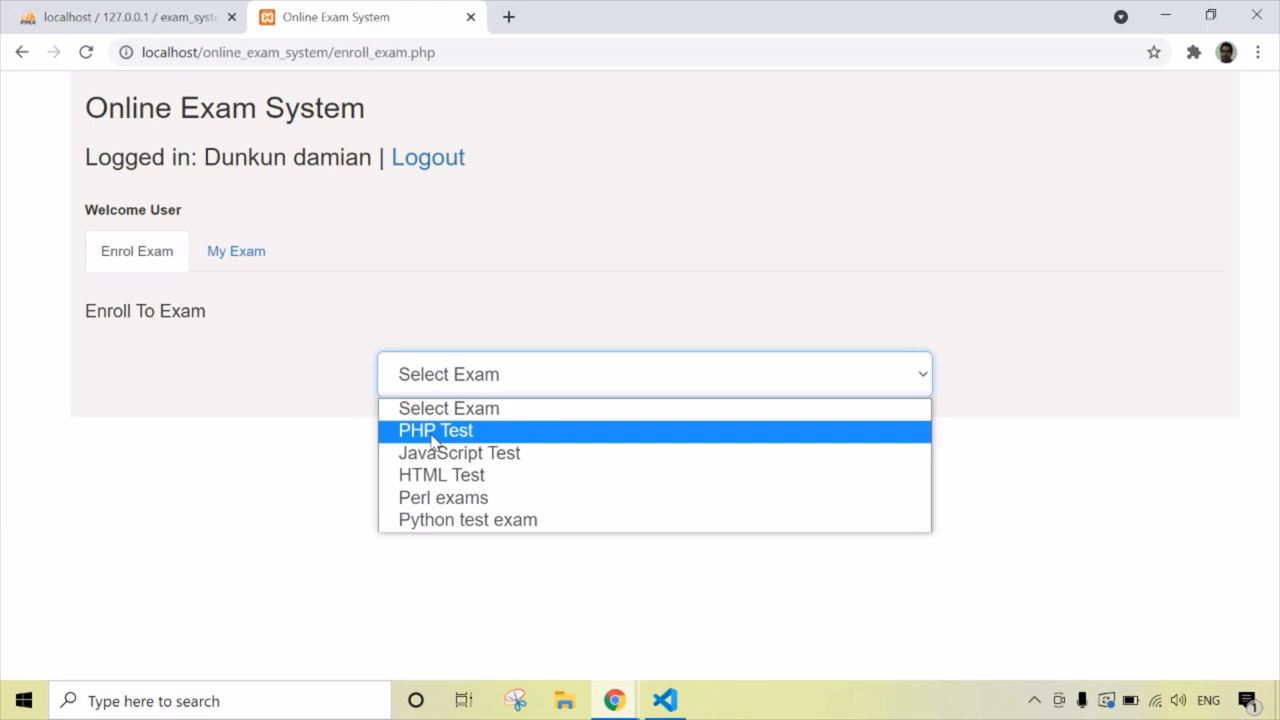 localhost / 127.0.0.1 / exam_syst
Online Exam System
localhost/online_exam_system/enroll_exam.php
Online Exam System
Logged in: Dunkun damian | Logout
Welcome User
Enrol Exam
My Exam
Enroll To Exam
Select Exam
Select Exam
PHP Test
JavaScript Test
HTML Test
Perl exams
Python test exam
Type here to search
ENG
1